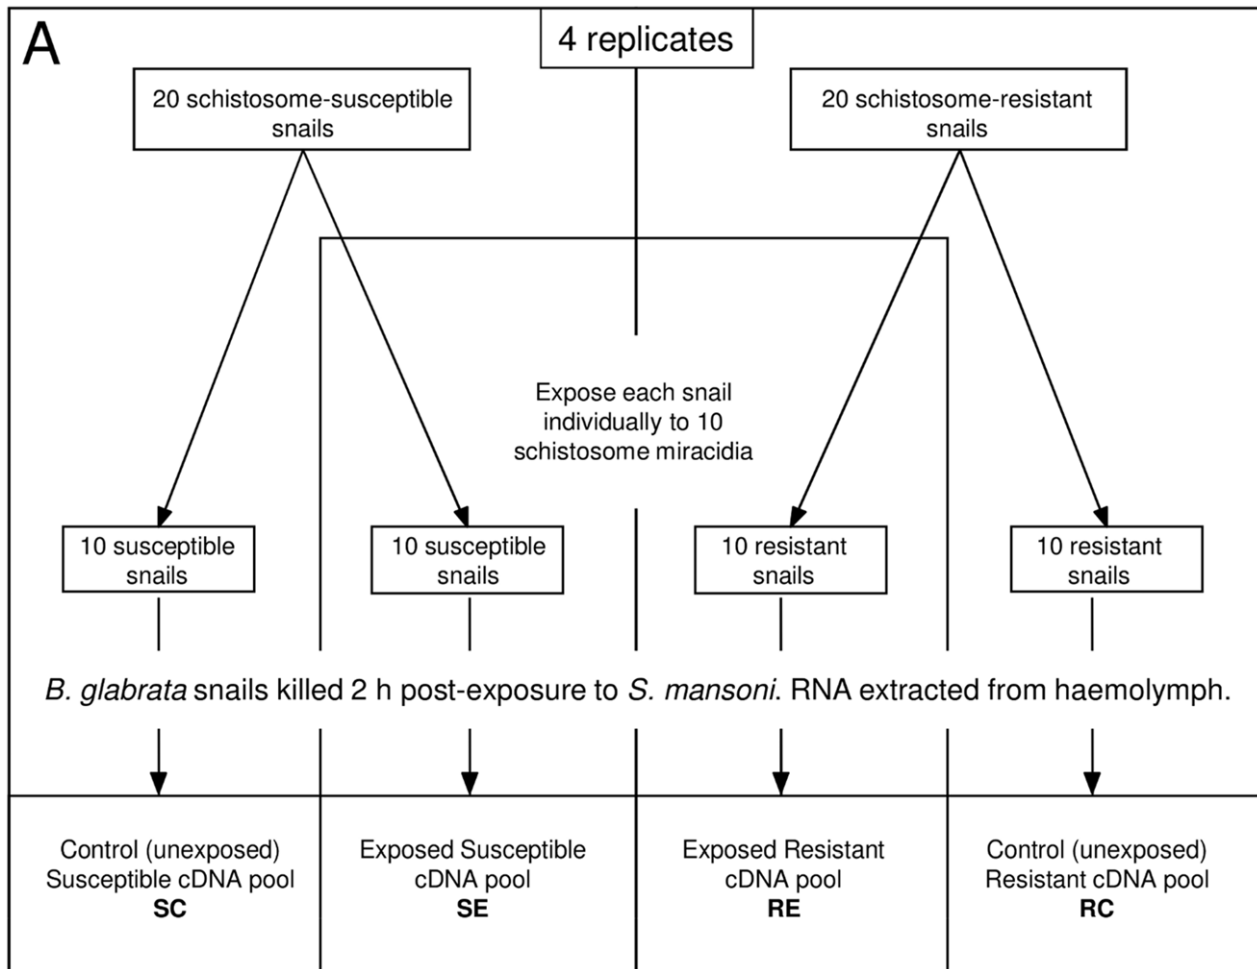 A
4 replicates
20 schistosome-susceptible
snails
20 schistosome-resistant
snails
Expose each snail
individually to 10
schistosome miracidia
10 susceptible
snails
10 susceptible
snails
10 resistant
snails
10 resistant
snails
B. glabrata snails killed 2 h post-exposure to S. mansoni. RNA extracted from haemolymph.
Control (unexposed)
Susceptible cDNA pool
SC
Exposed Susceptible
cDNA pool
SE
Exposed Resistant
cDNA pool
RE
Control (unexposed)
Resistant cDNA pool
RC